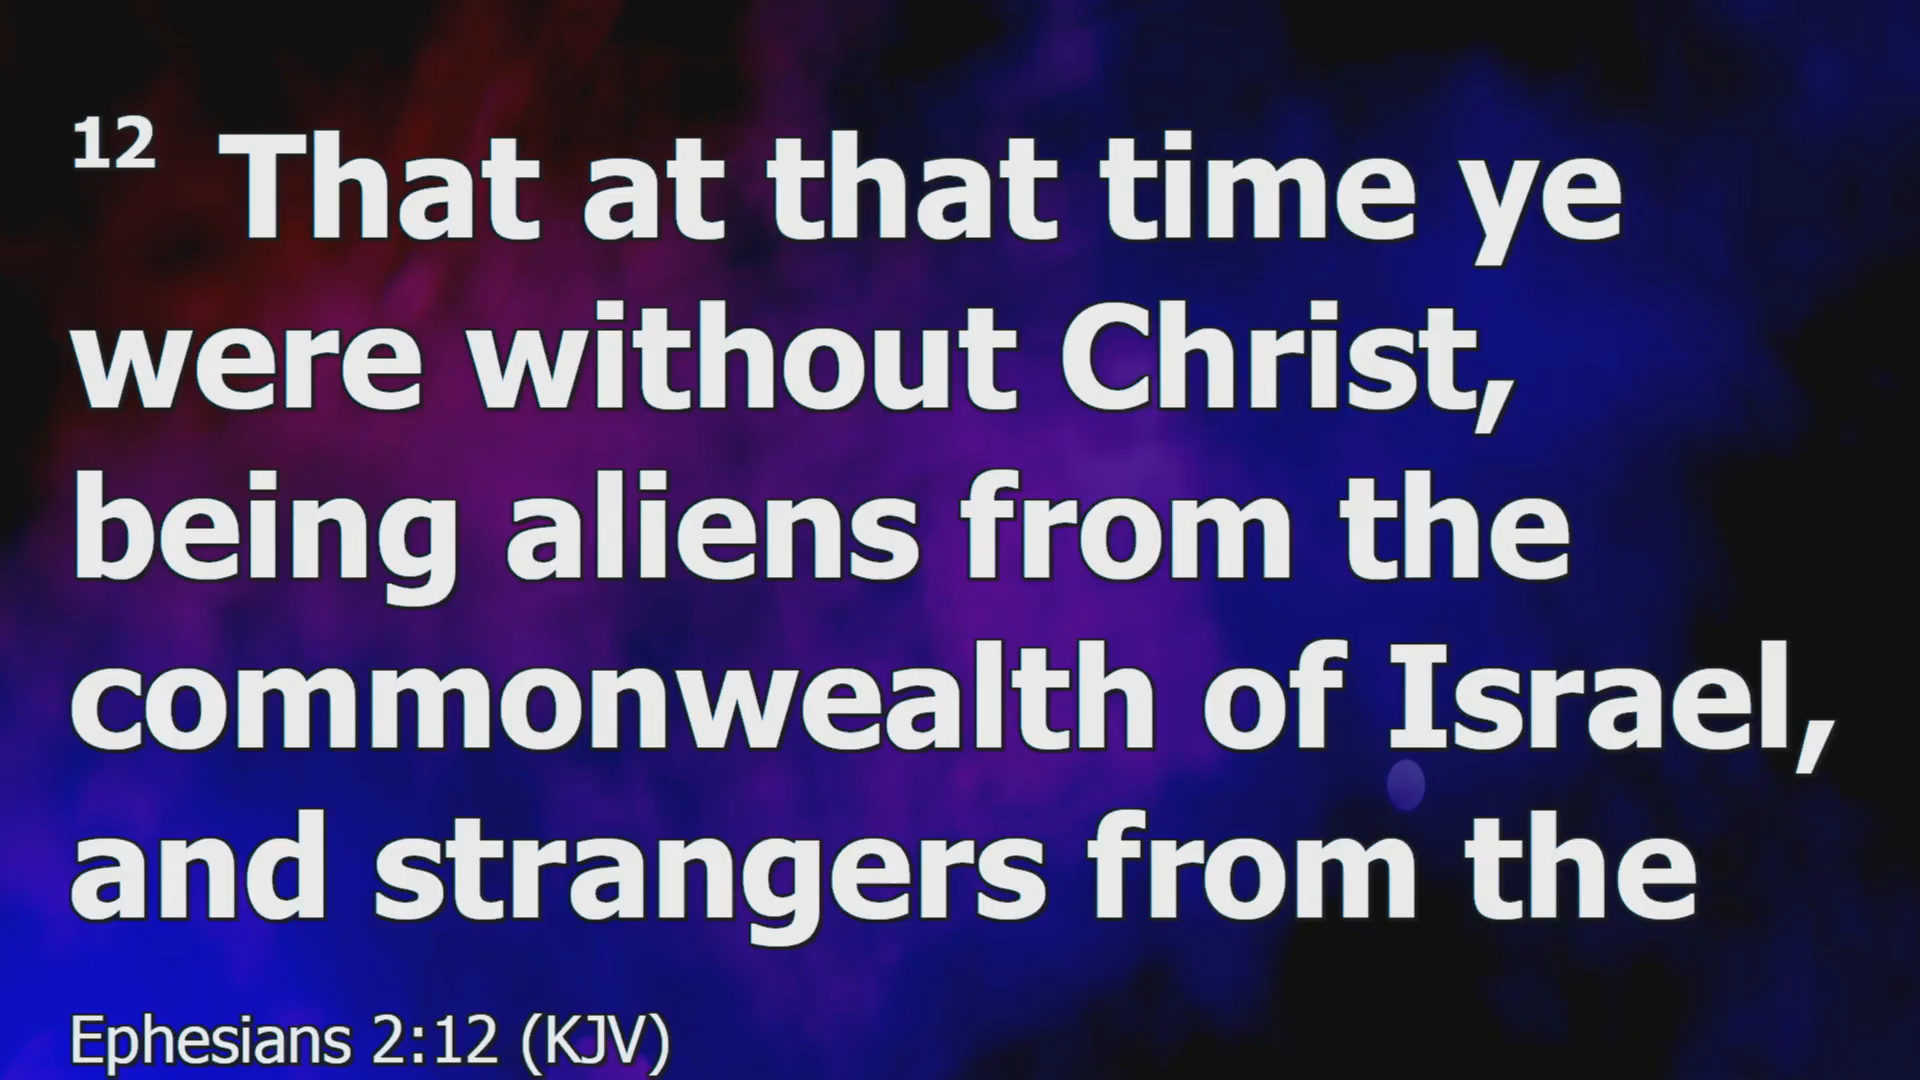 12 That at that time ye
were without Christ,
being aliens from the
commonwealth of Israel,
and strangers from the
Ephesians 2:12 (KJV)